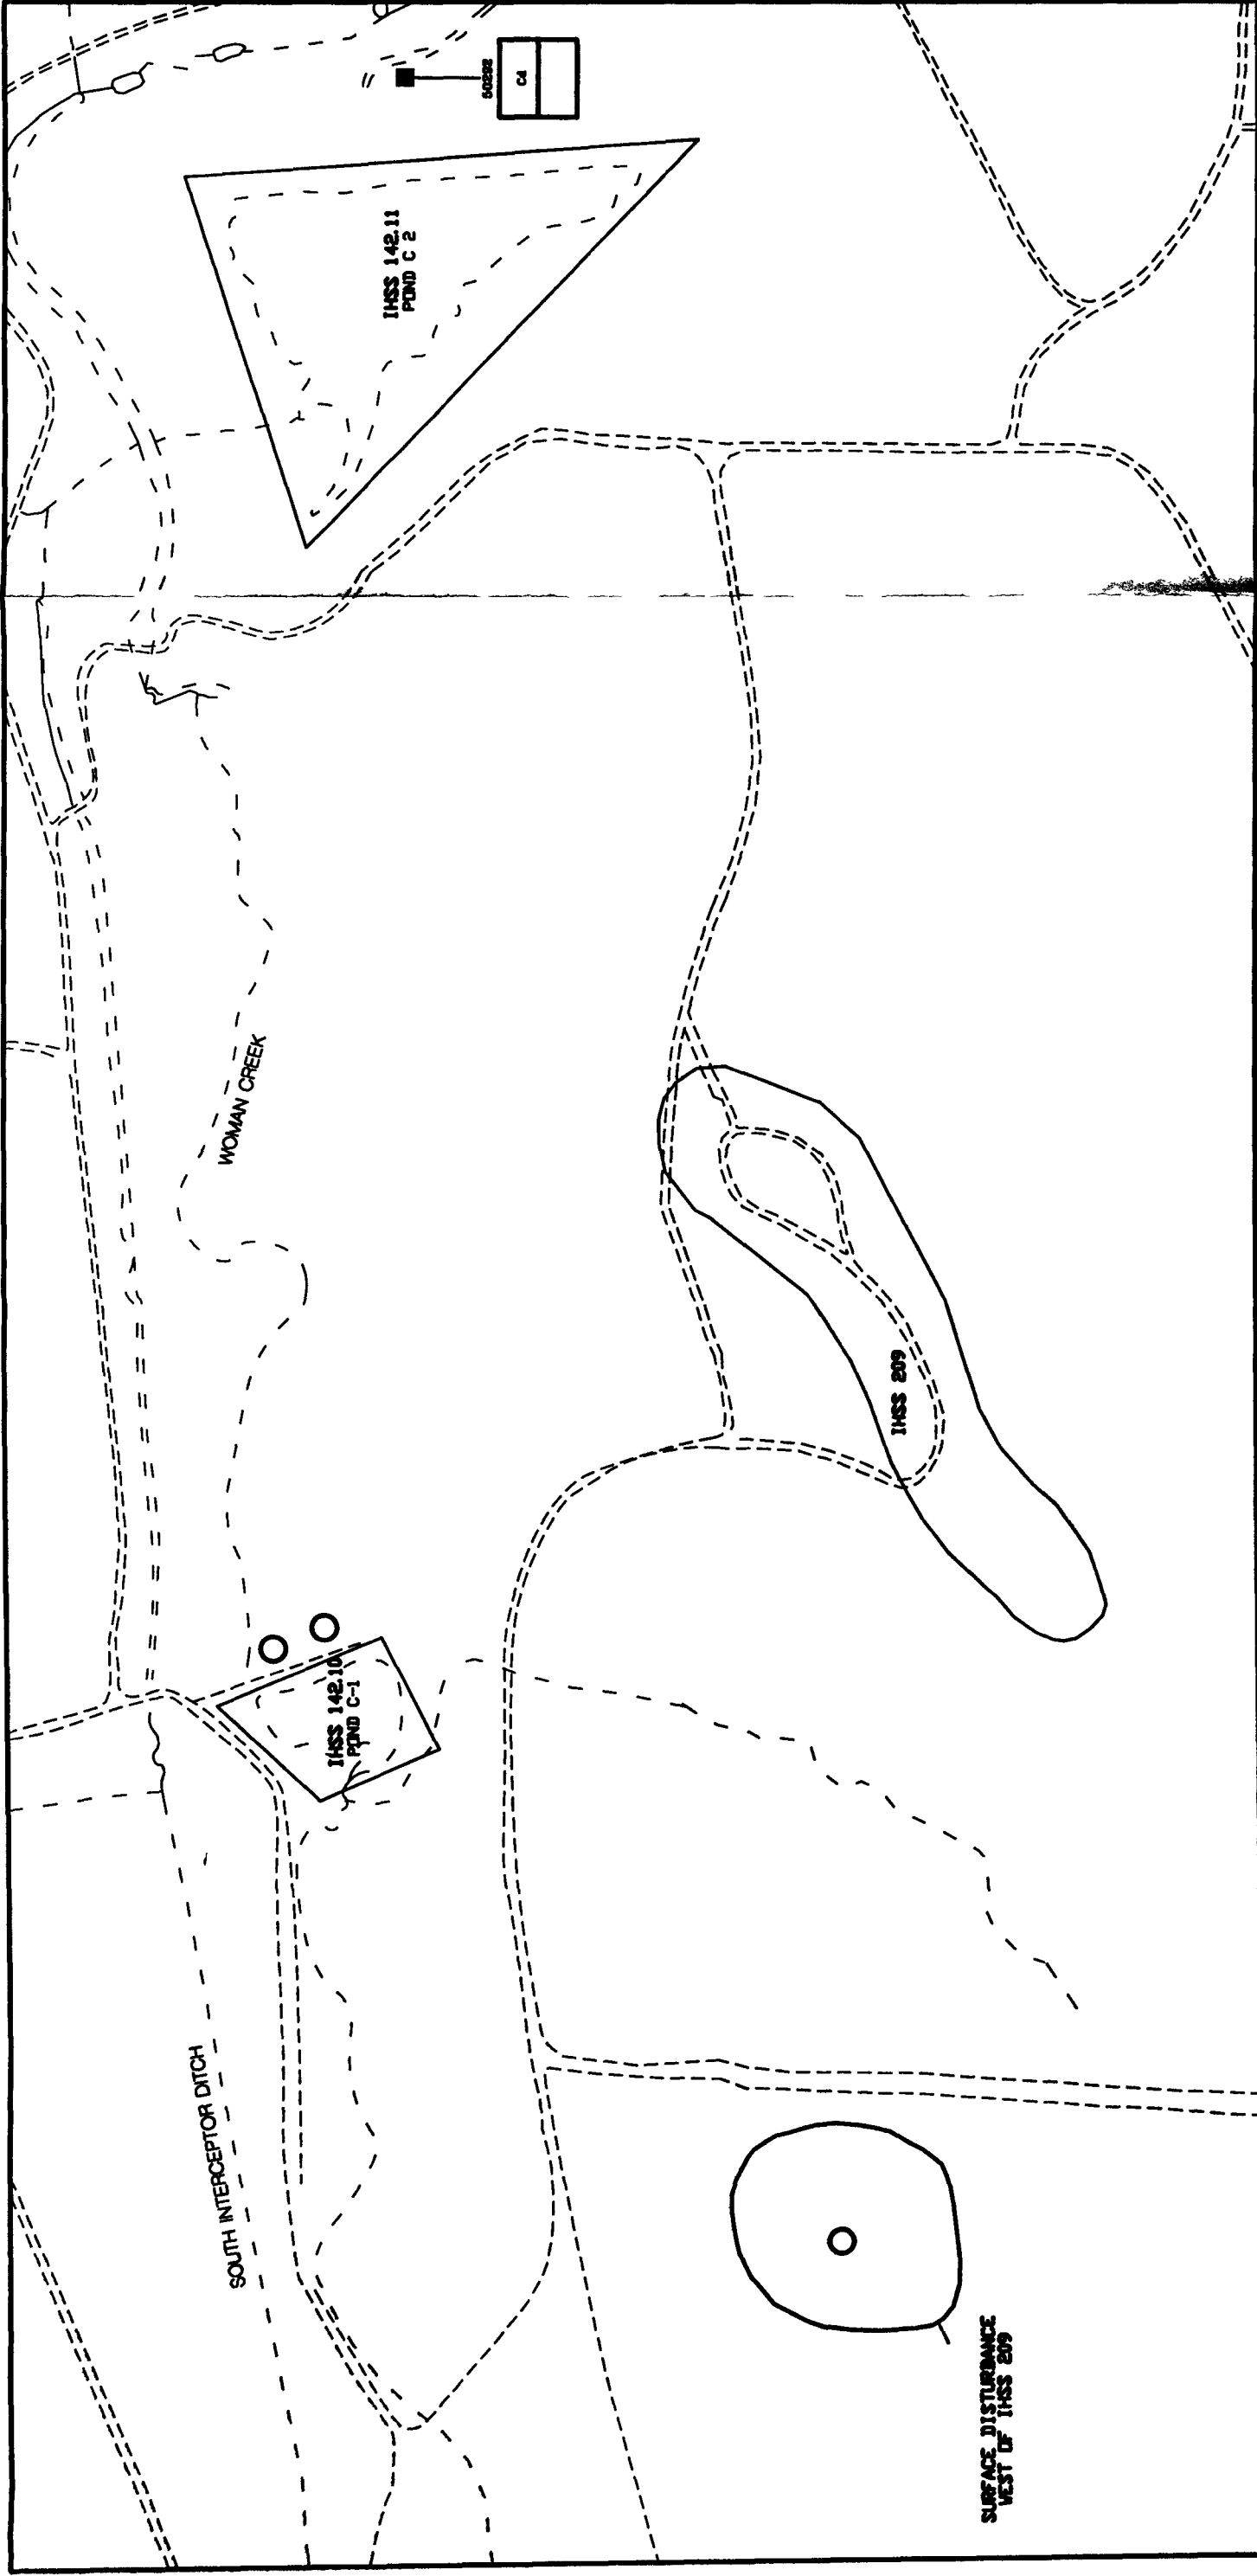 50292
C4
IHSS 142.11
POND C 2
WOMAN CREEK
IHSS 209
IHSS 142.10
POND C-1
SOUTH INTERCEPTOR DITCH
SURFACE DISTURBANCE
WEST OF IHSS 209